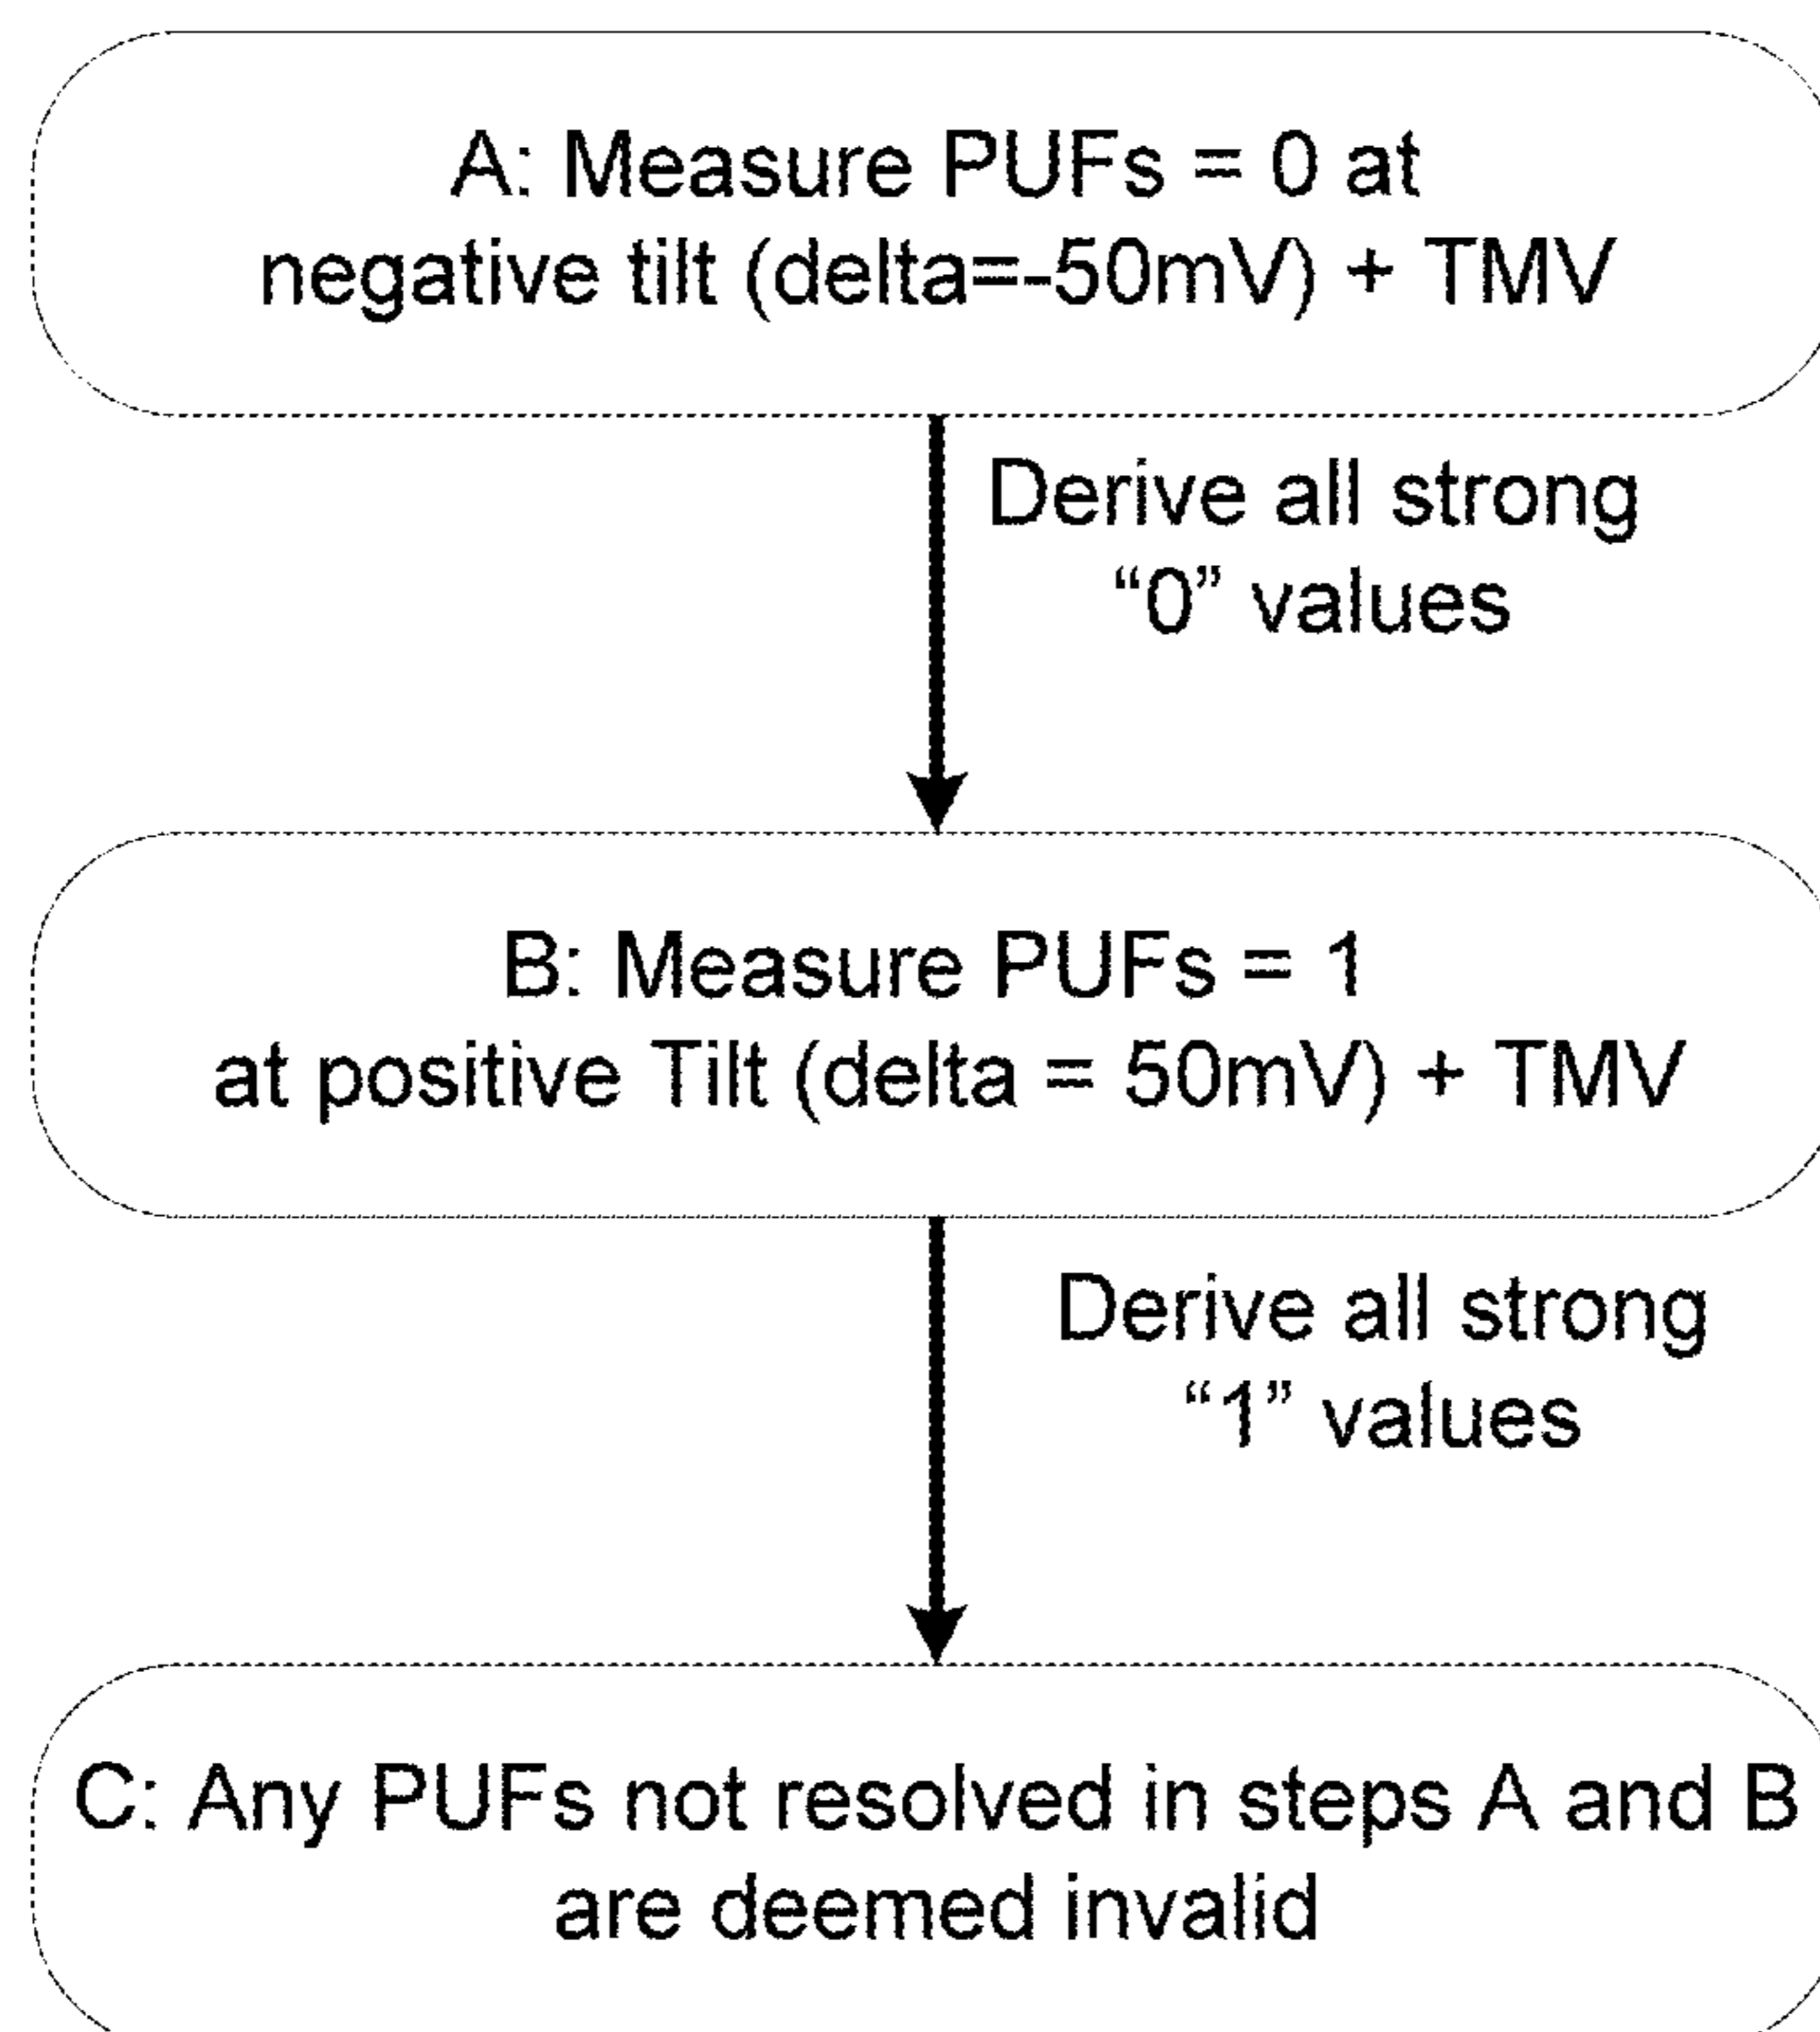 A: Measure PUFs = 0 at
negative tilt (delta=-50mV) + TMV
Derive all strong
“0” values
B: Measure PUFs = 1
at positive Tilt (delta = 50mV) + TMV
Derive all strong
“1” values
C: Any PUFs not resolved in steps A and B
are deemed invalid